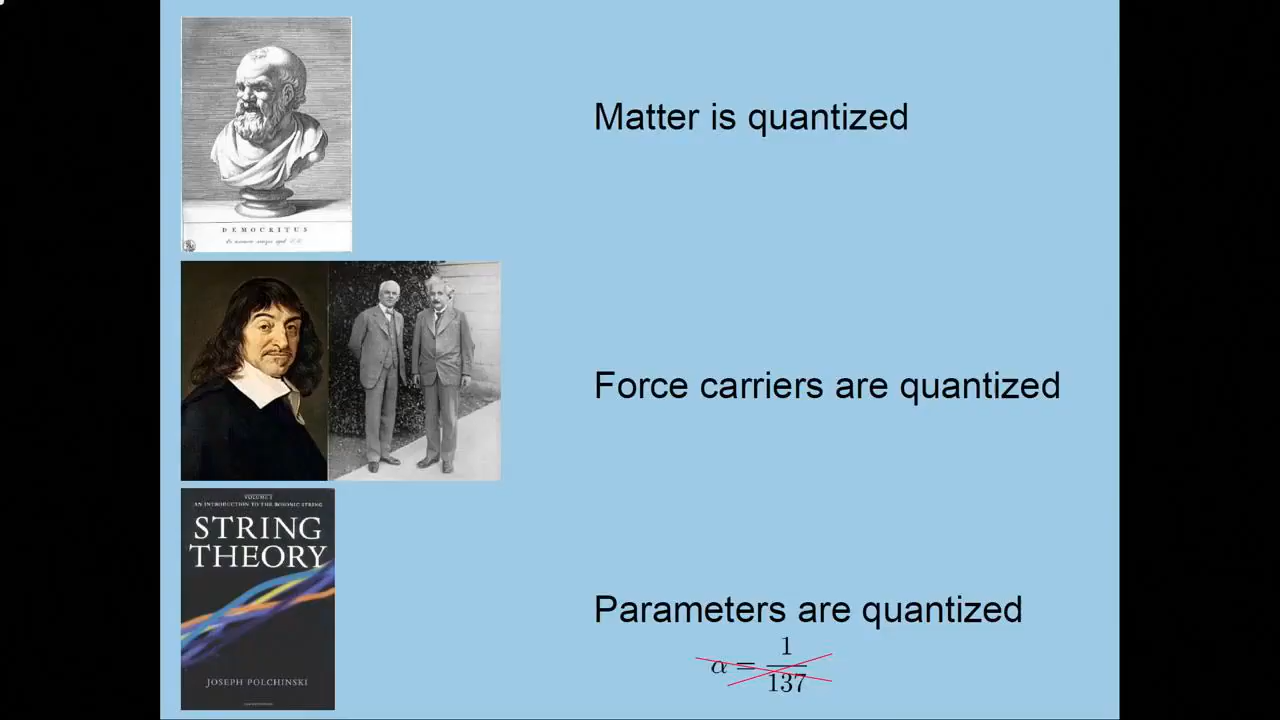 DEMOCRITUS
Matter is quantized
Force carriers are quantized
VOLUME I
AN INTRODUCTION TO THE BOSONIC STRING
STRING
THEORY
JOSEPH POLCHINSKI
Parameters are quantized
α = 1/137